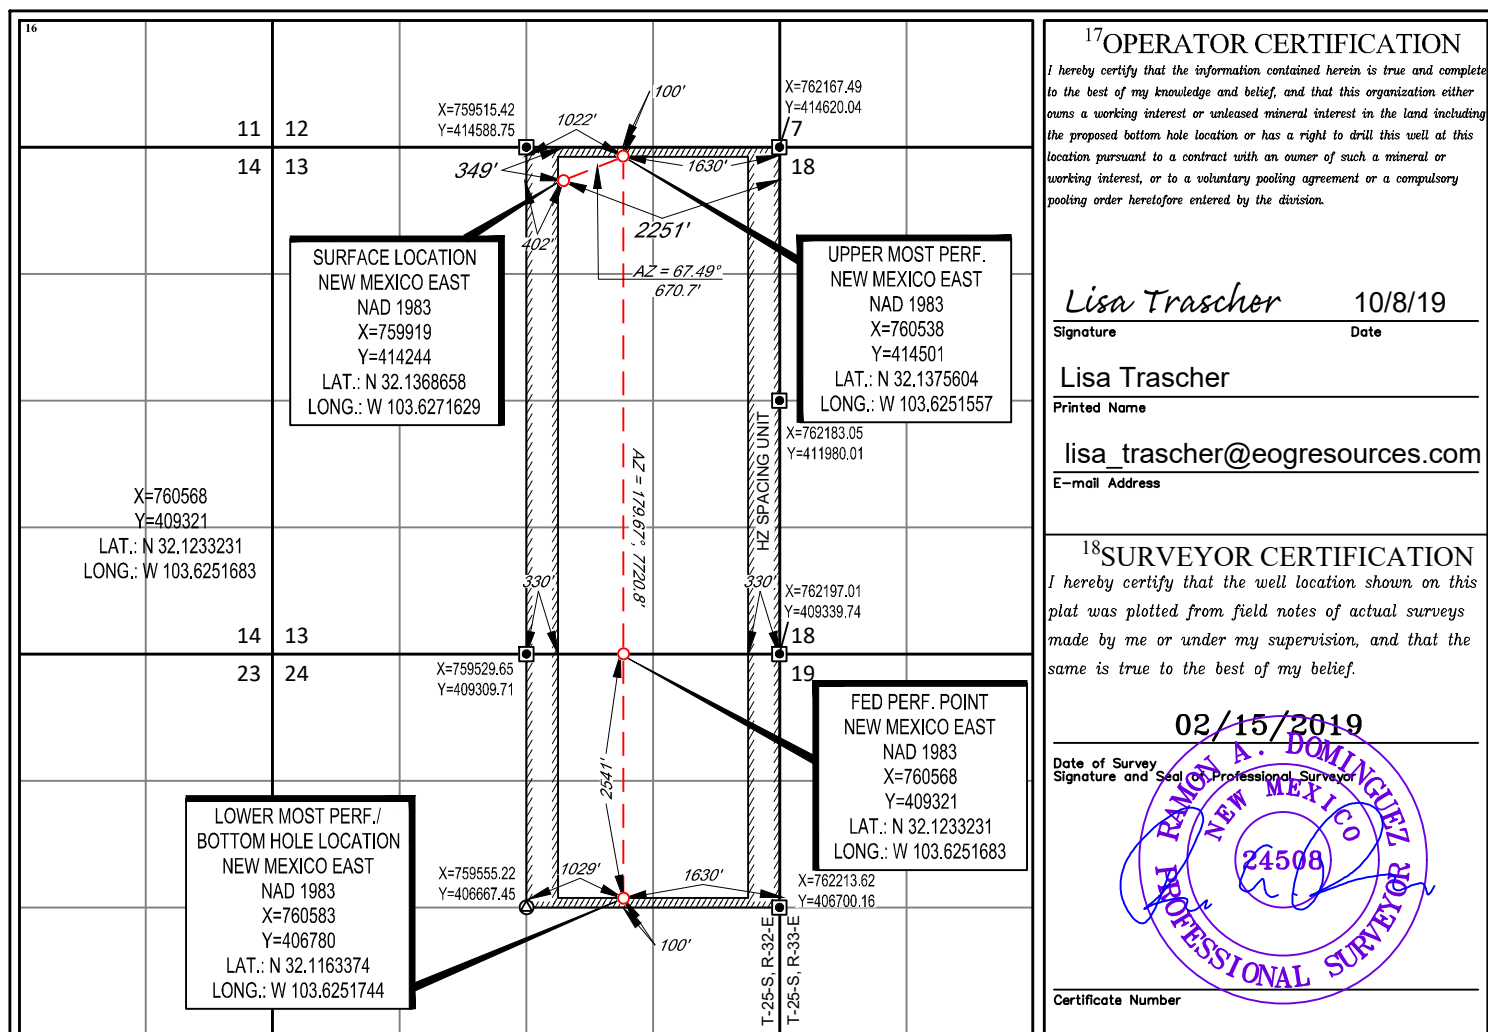 16
X=759515.42
Y=414588.75
1022'
100'
X=762167.49
Y=414620.04
11
12
7
14
13
349'
1630'
18
402'
2251'
AZ = 67.49°
670.7'
SURFACE LOCATION
NEW MEXICO EAST
NAD 1983
X=759919
Y=414244
LAT.: N 32.1368658
LONG.: W 103.6271629
UPPER MOST PERF.
NEW MEXICO EAST
NAD 1983
X=760538
Y=414501
LAT.: N 32.1375604
LONG.: W 103.6251557
X=762183.05
Y=411980.01
HZ SPACING UNIT
AZ = 179.67°, 7720.8'
X=760568
Y=409321
LAT.: N 32.1233231
LONG.: W 103.6251683
330'
330'
X=762197.01
Y=409339.74
14
13
18
23
24
19
X=759529.65
Y=409309.71
FED PERF. POINT
NEW MEXICO EAST
NAD 1983
X=760568
Y=409321
LAT.: N 32.1233231
LONG.: W 103.6251683
2541'
LOWER MOST PERF./
BOTTOM HOLE LOCATION
NEW MEXICO EAST
NAD 1983
X=760583
Y=406780
LAT.: N 32.1163374
LONG.: W 103.6251744
X=759555.22
Y=406667.45
1029'
1630'
X=762213.62
Y=406700.16
100'
T-25-S, R-32-E
T-25-S, R-33-E
17OPERATOR CERTIFICATION
I hereby certify that the information contained herein is true and complete
to the best of my knowledge and belief, and that this organization either
owns a working interest or unleased mineral interest in the land including
the proposed bottom hole location or has a right to drill this well at this
location pursuant to a contract with an owner of such a mineral or
working interest, or to a voluntary pooling agreement or a compulsory
pooling order heretofore entered by the division.
Lisa Trascher 10/8/19
Signature Date
Lisa Trascher
Printed Name
lisa_trascher@eogresources.com
E-mail Address
18SURVEYOR CERTIFICATION
I hereby certify that the well location shown on this
plat was plotted from field notes of actual surveys
made by me or under my supervision, and that the
same is true to the best of my belief.
02/15/2019
Date of Survey
Signature and Seal of Professional Surveyor
RAMON A. DOMINGUEZ
NEW MEXICO
24508
PROFESSIONAL SURVEYOR
Certificate Number